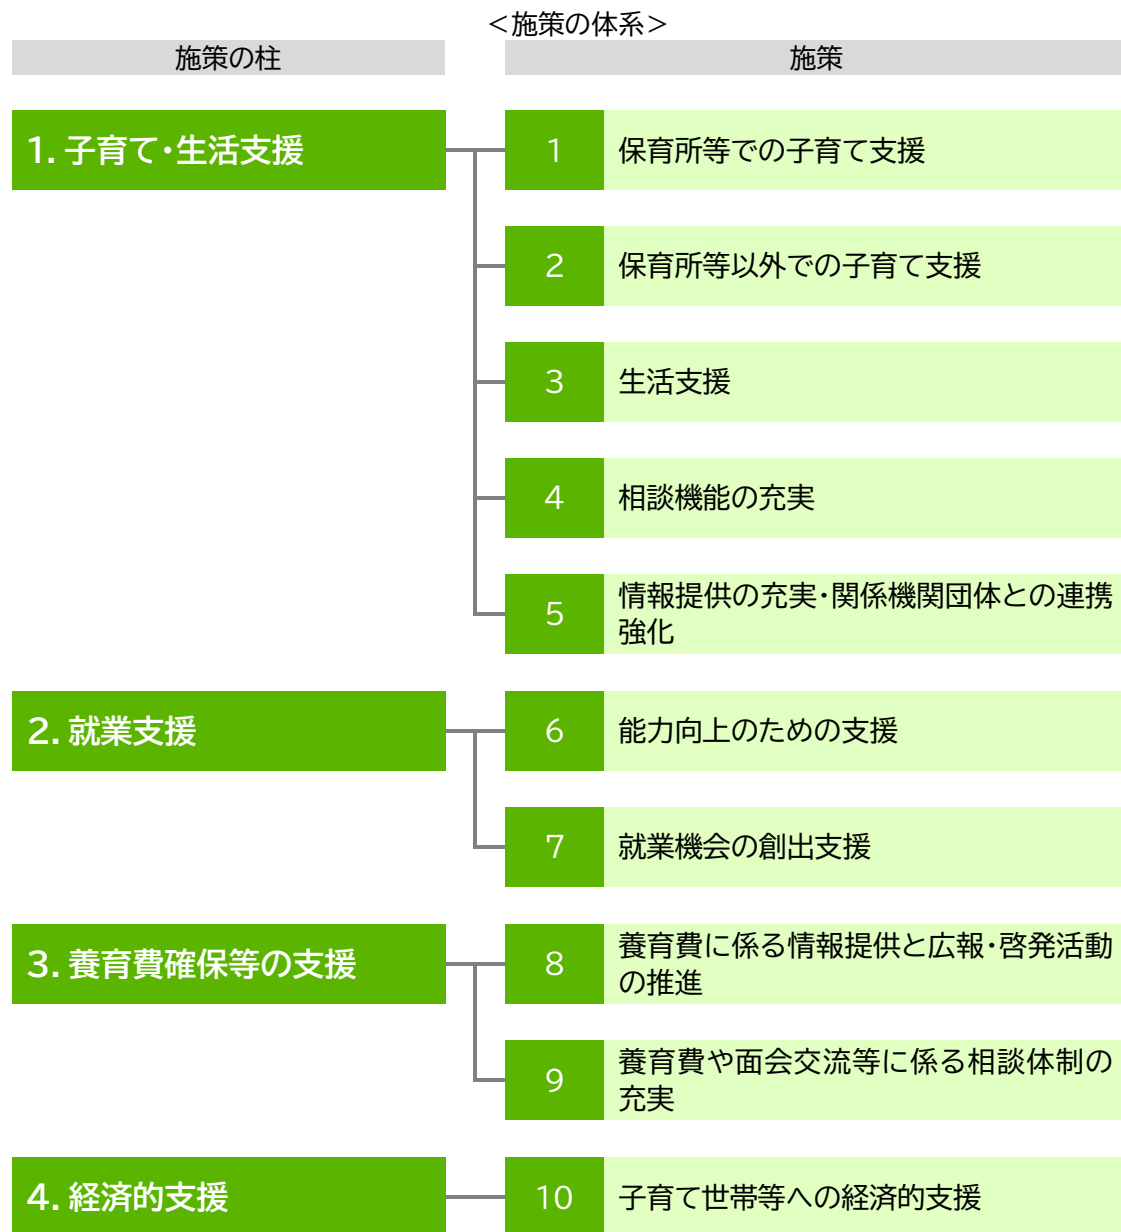 ＜施策の体系＞
施策の柱
施策
1. 子育て・生活支援
1
保育所等での子育て支援
2
保育所等以外での子育て支援
3
生活支援
4
相談機能の充実
5
情報提供の充実・関係機関団体との連携
強化
2. 就業支援
6
能力向上のための支援
7
就業機会の創出支援
3. 養育費確保等の支援
8
養育費に係る情報提供と広報・啓発活動
の推進
9
養育費や面会交流等に係る相談体制の
充実
4. 経済的支援
10
子育て世帯等への経済的支援